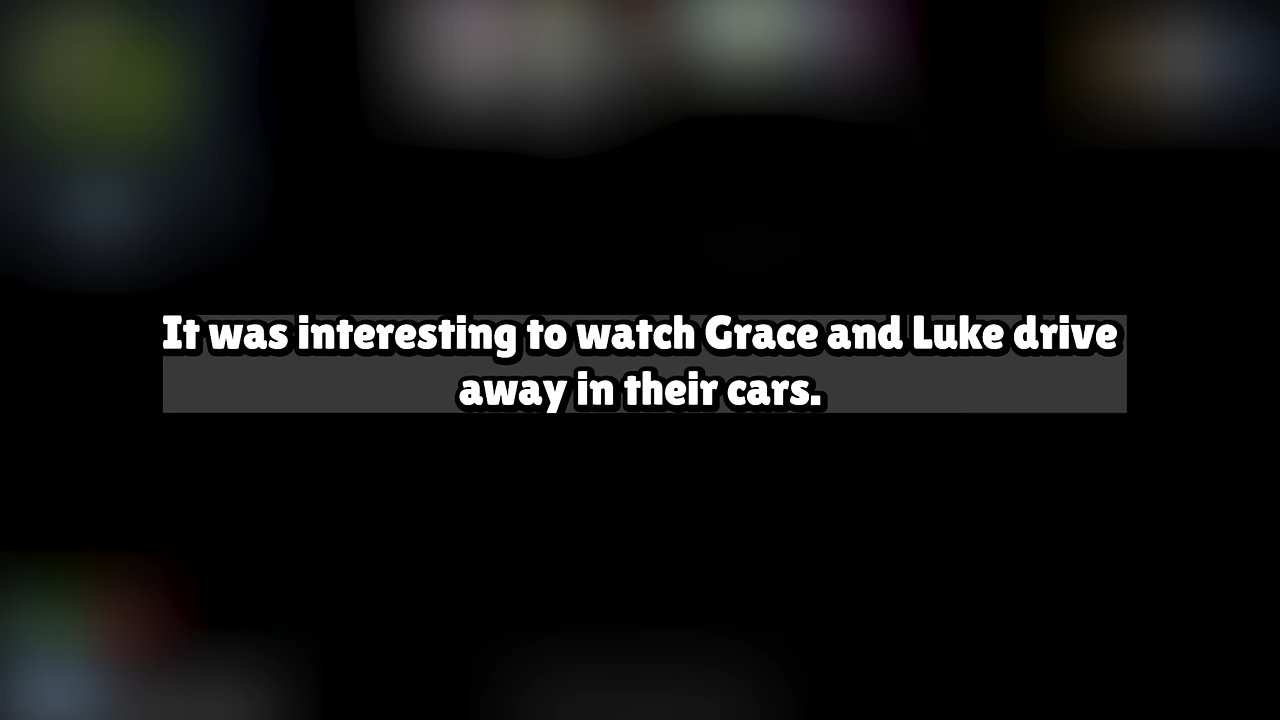 It was interesting to watch Grace and Luke drive
away in their cars.